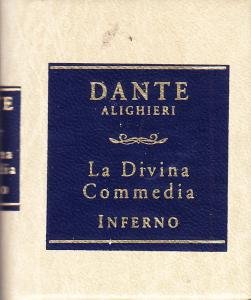 DANTE
ALIGHIERI
La Divina
Commedia
INFERNO